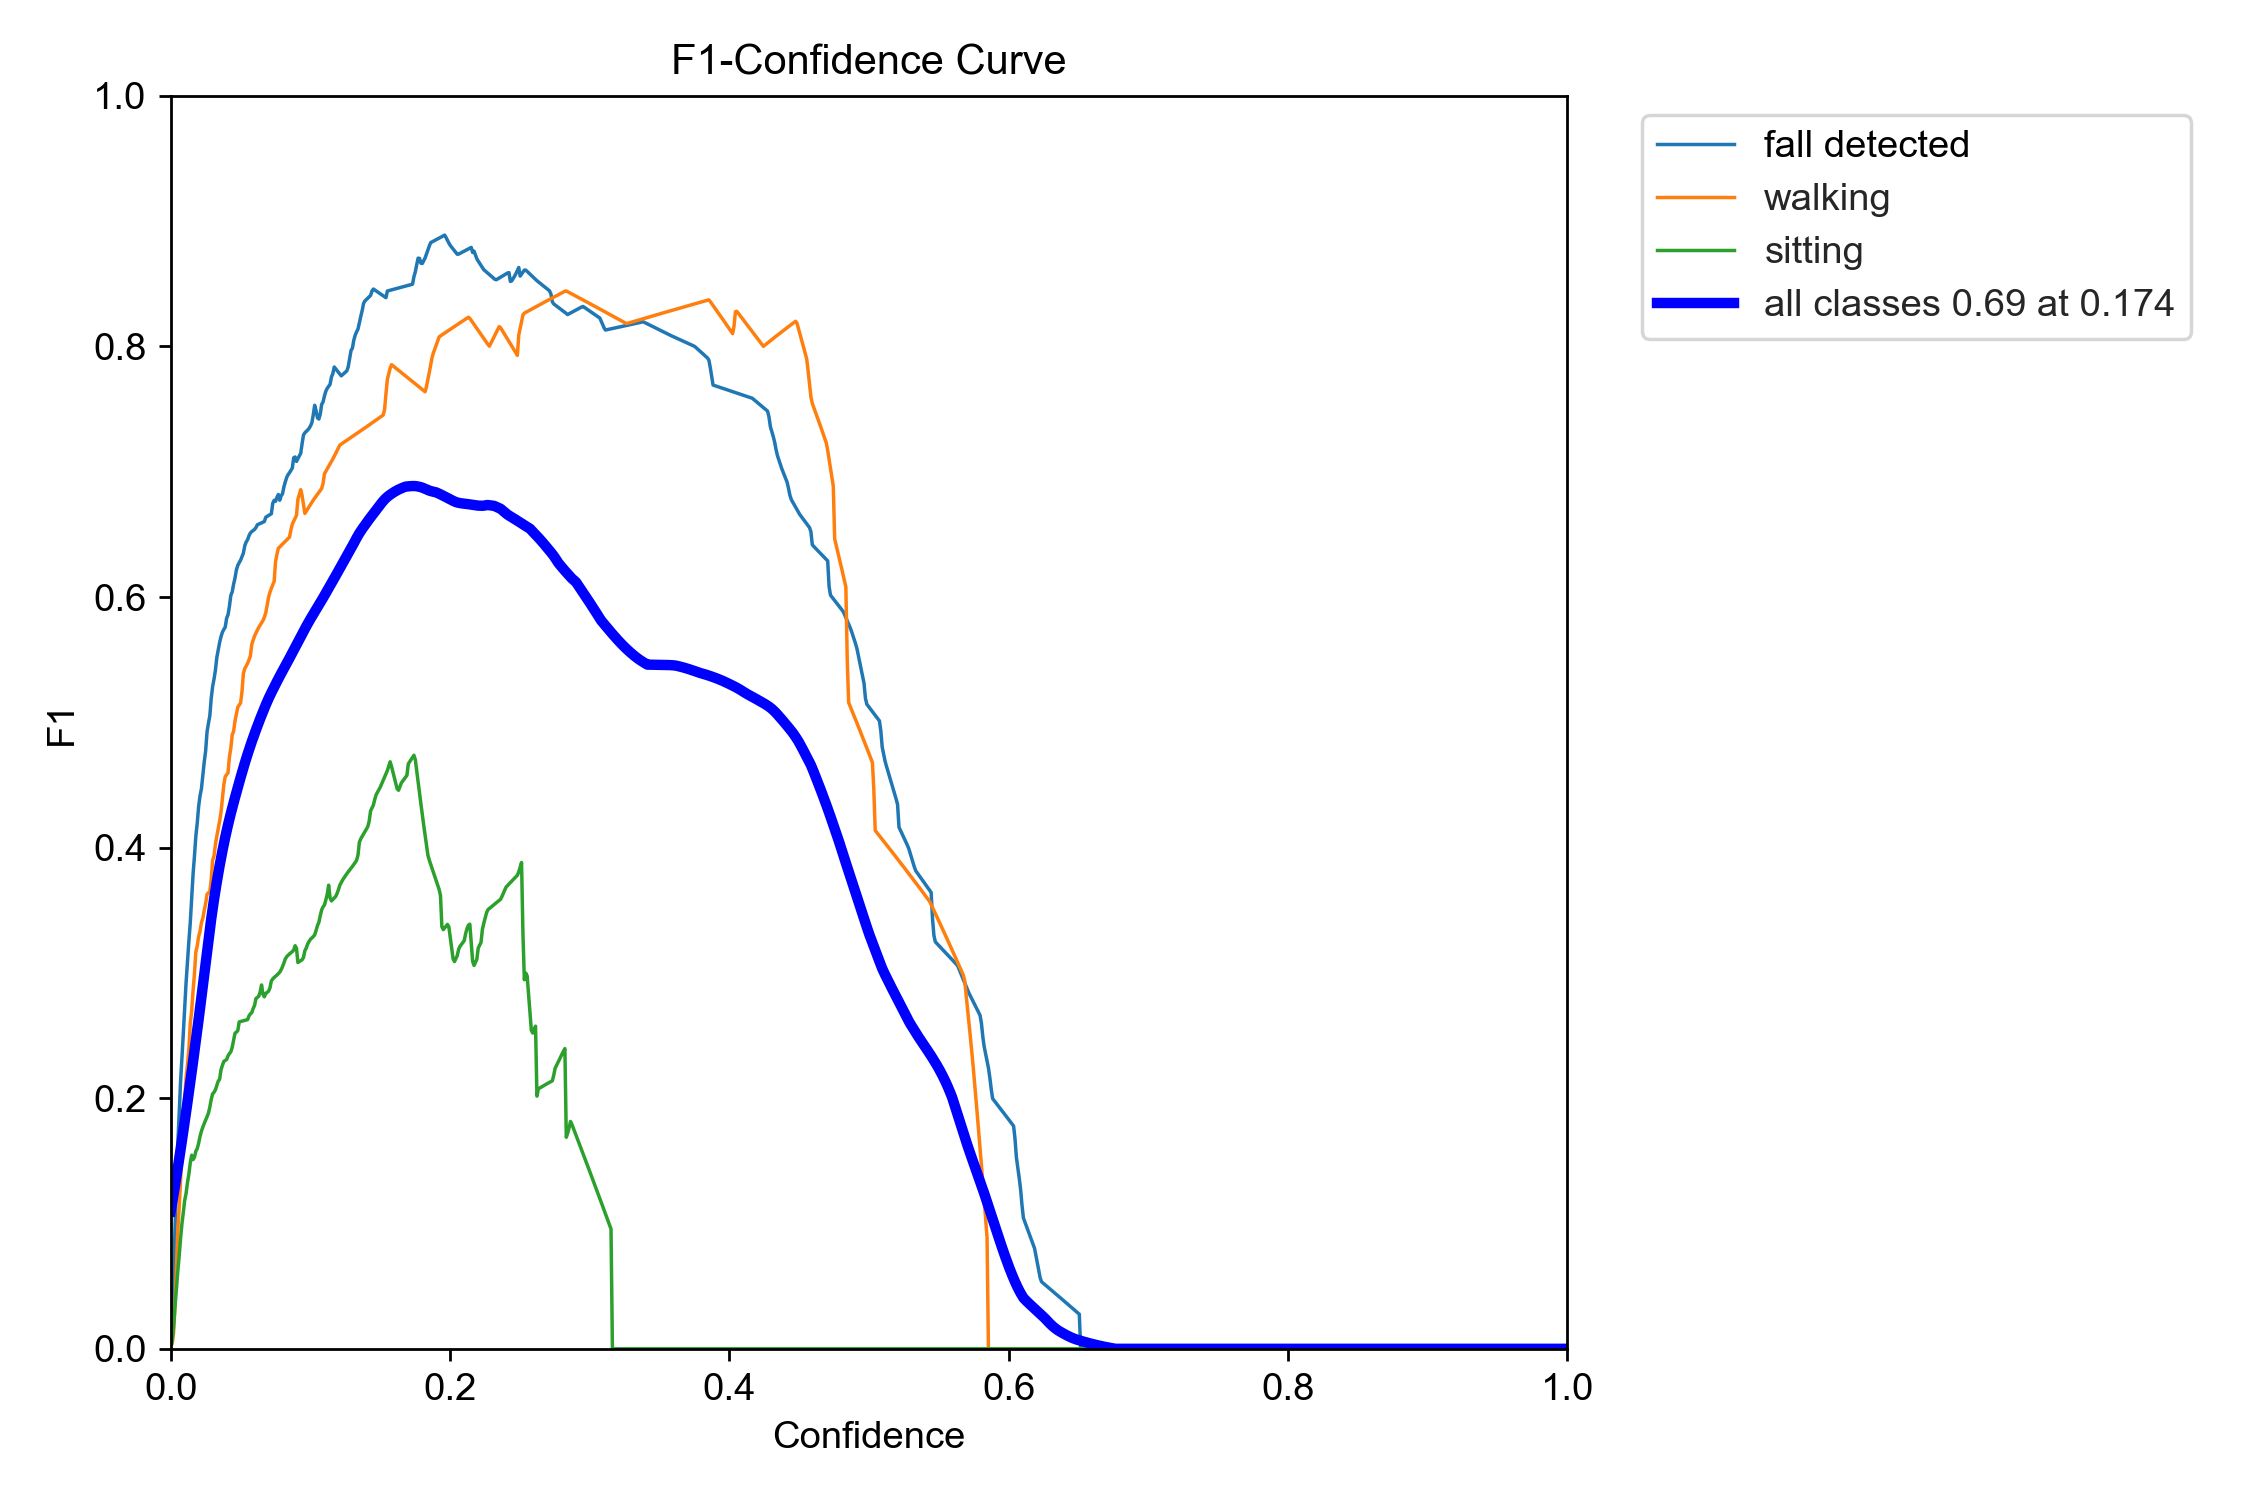 F1-Confidence Curve
1.0
0.8
0.6
0.4
0.2
0.0
F1
0.0 0.2 0.4 0.6 0.8 1.0
Confidence
fall detected
walking
sitting
all classes 0.69 at 0.174